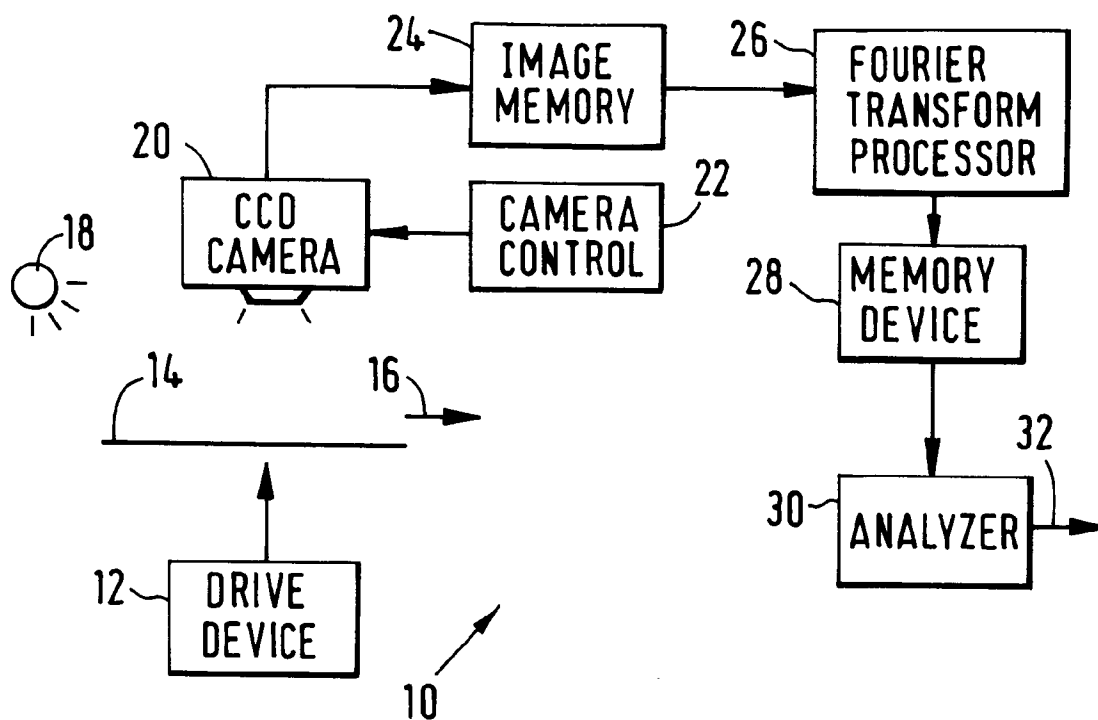 24
IMAGE
MEMORY
26
FOURIER
TRANSFORM
PROCESSOR
20
CCD
CAMERA
22
CAMERA
CONTROL
18
28
MEMORY
DEVICE
14
16
32
30
ANALYZER
12
DRIVE
DEVICE
10